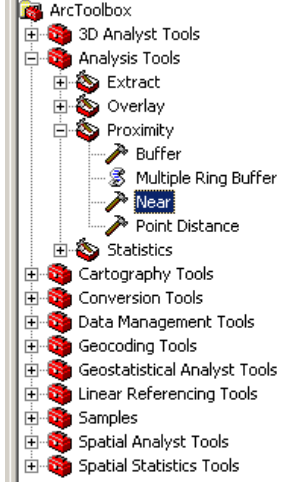 ArcToolbox
3D Analyst Tools
Analysis Tools
Extract
Overlay
Proximity
Buffer
Multiple Ring Buffer
Near
Point Distance
Statistics
Cartography Tools
Conversion Tools
Data Management Tools
Geocoding Tools
Geostatistical Analyst Tools
Linear Referencing Tools
Samples
Spatial Analyst Tools
Spatial Statistics Tools